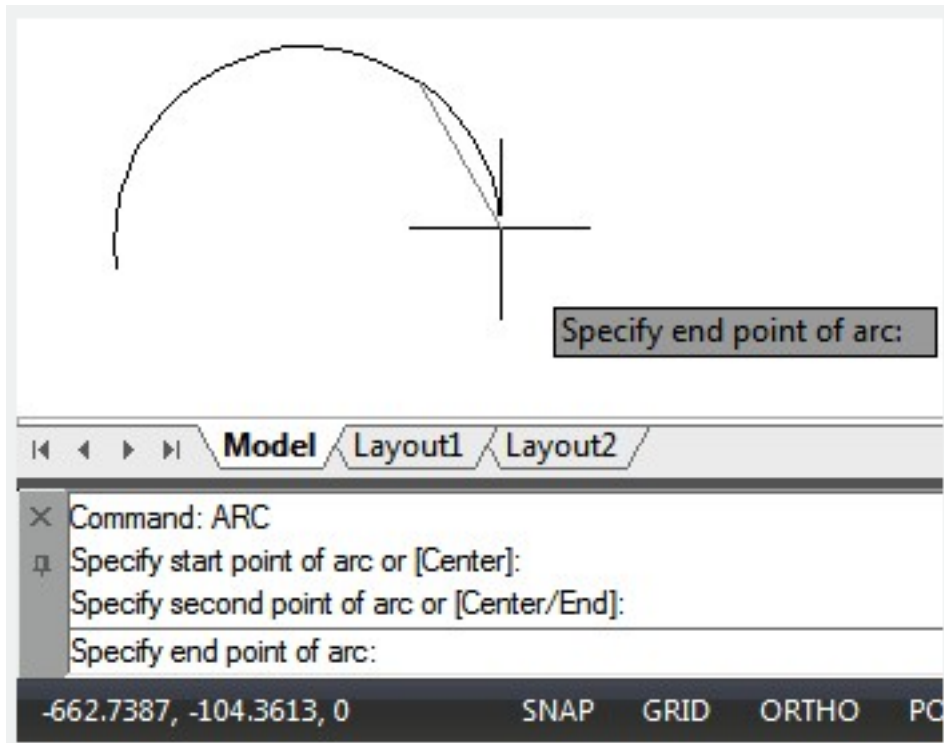 Specify end point of arc:
Model Layout1 Layout2
Command: ARC
Specify start point of arc or [Center]:
Specify second point of arc or [Center/End]:
Specify end point of arc:
-662.7387, -104.3613, 0 SNAP GRID ORTHO PO